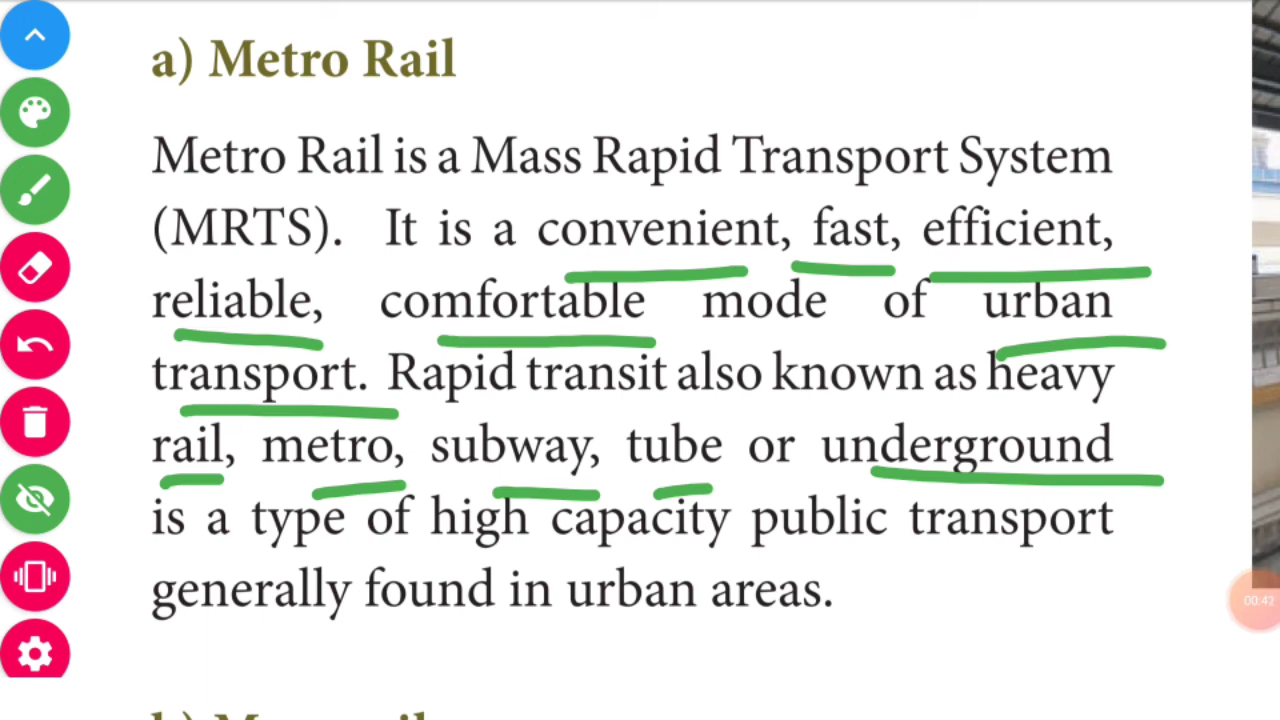 a) Metro Rail
Metro Rail is a Mass Rapid Transport System
(MRTS). It is a convenient, fast, efficient,
reliable, comfortable mode of urban
transport. Rapid transit also known as heavy
rail, metro, subway, tube or underground
is a type of high capacity public transport
generally found in urban areas.
00:42